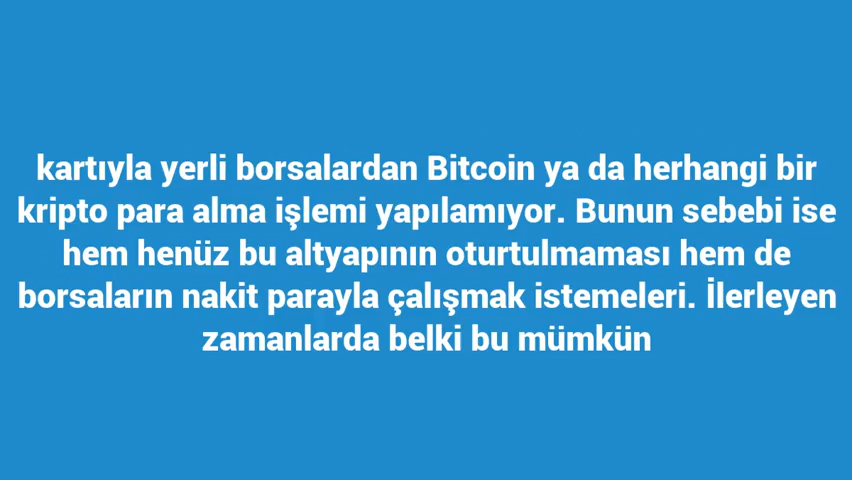 kartıyla yerli borsalardan Bitcoin ya da herhangi bir
kripto para alma işlemi yapılamıyor. Bunun sebebi ise
hem henüz bu altyapının oturtulmaması hem de
borsaların nakit parayla çalışmak istemeleri. İlerleyen
zamanlarda belki bu mümkün